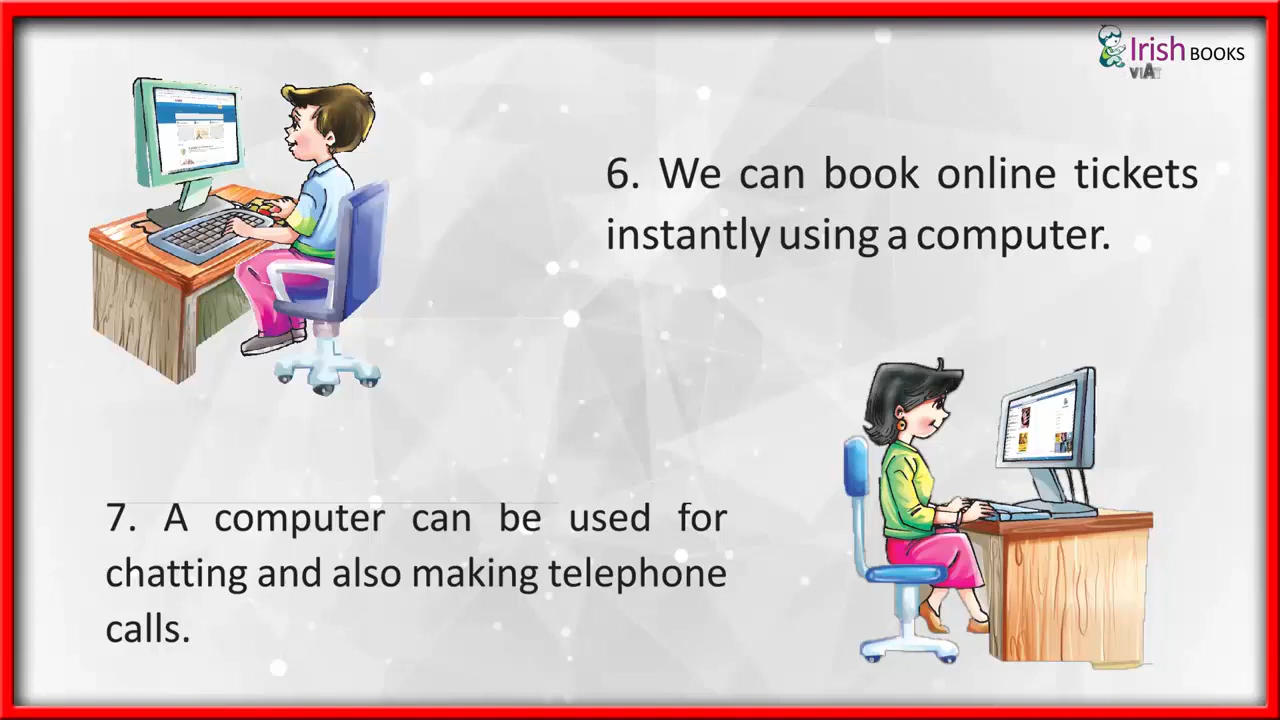 Irish BOOKS
VIAT
6. We can book online tickets
instantly using a computer.
7. A computer can be used for
chatting and also making telephone
calls.